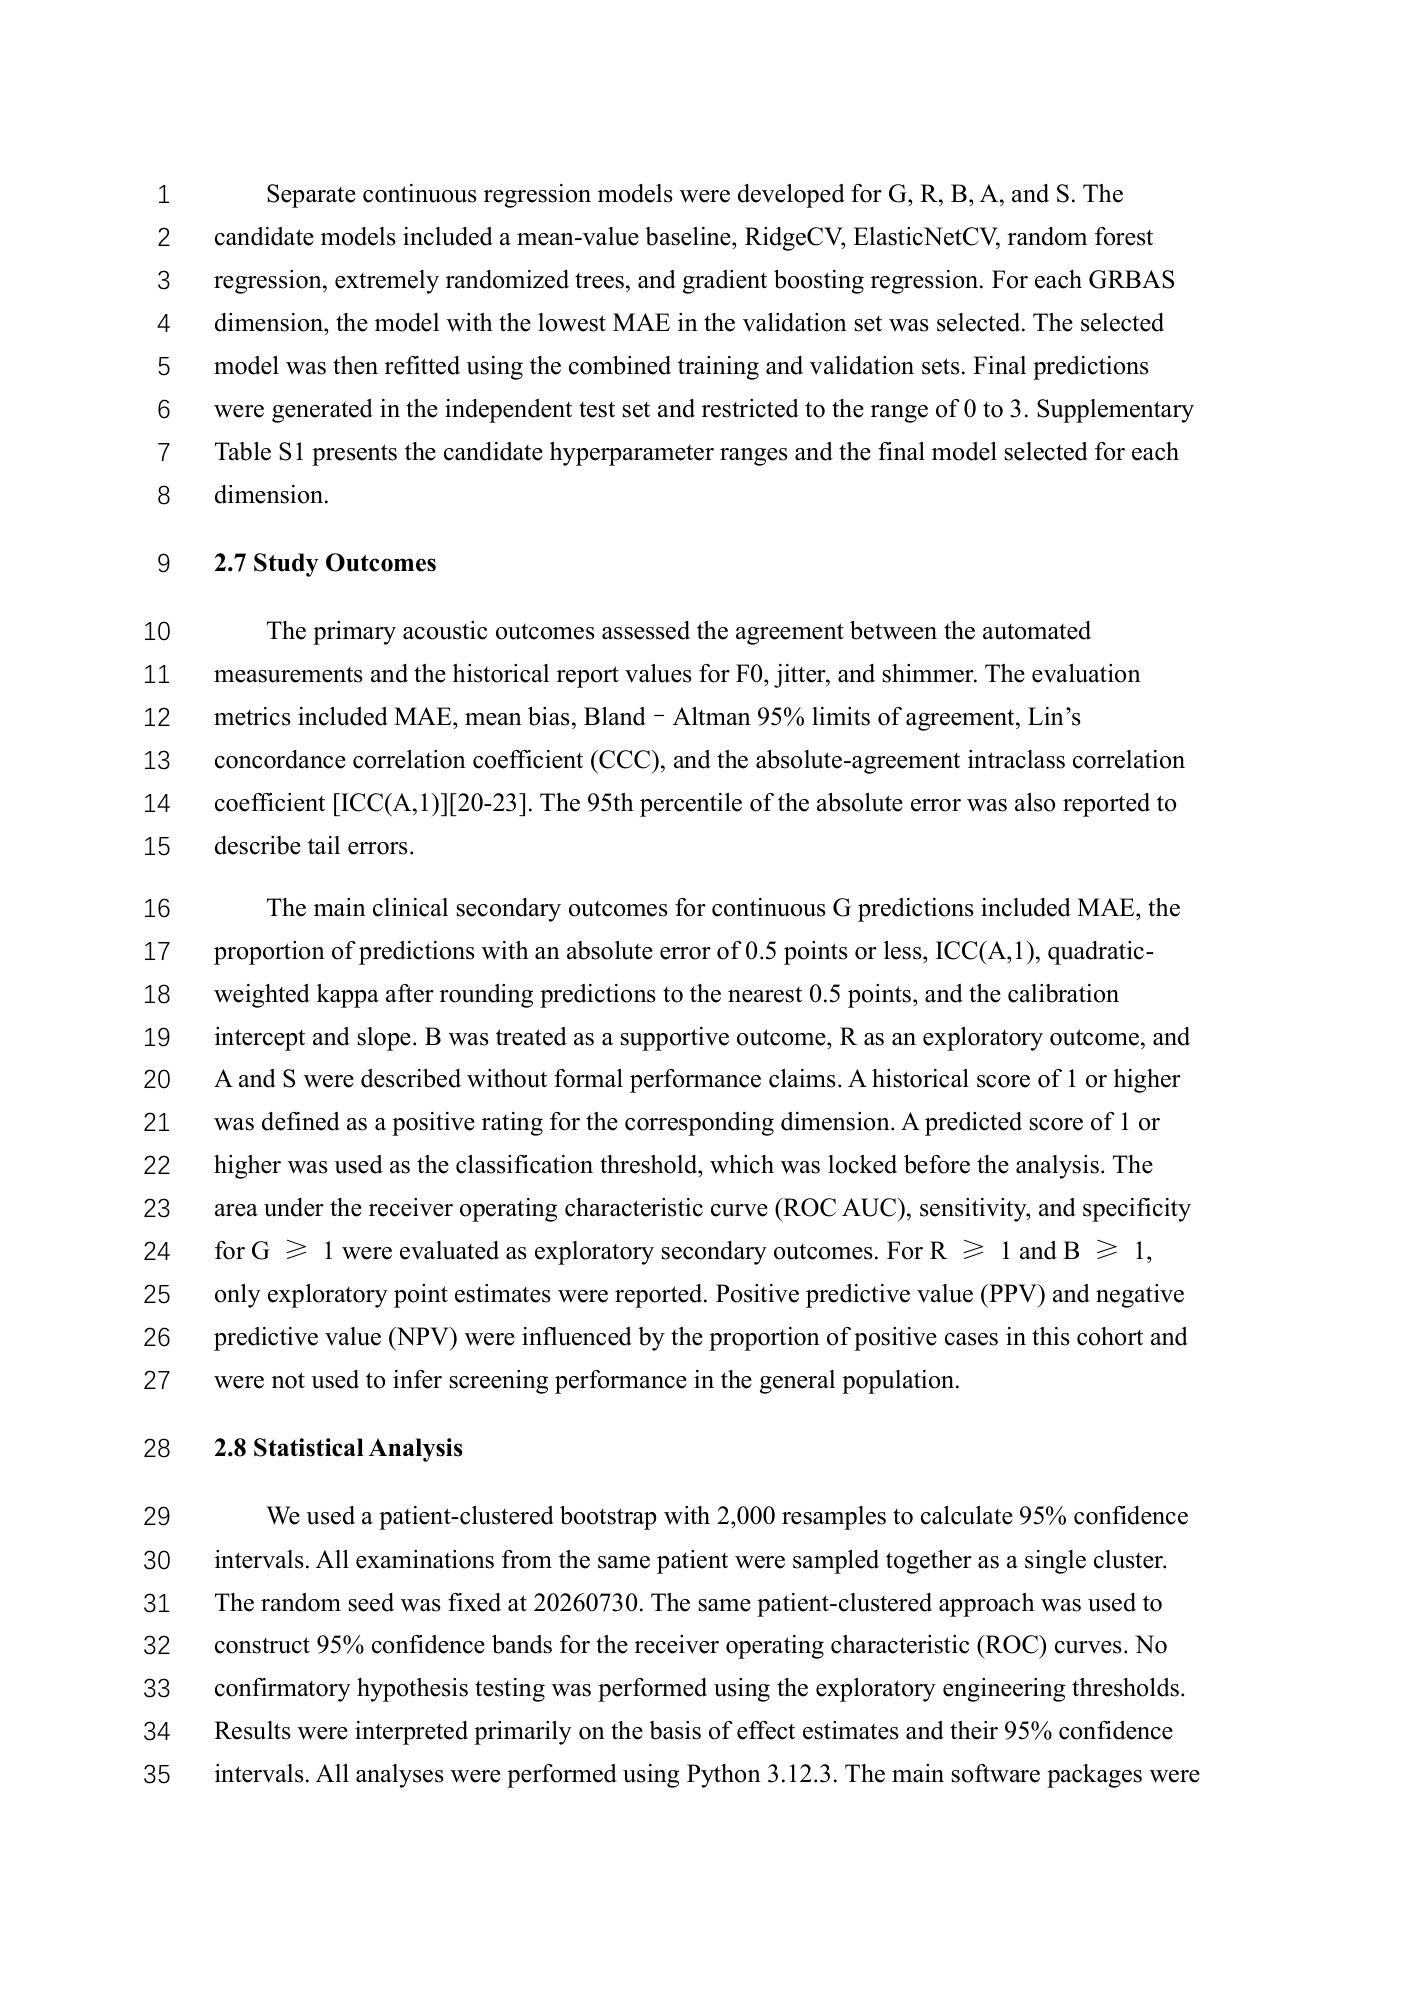 1 Separate continuous regression models were developed for G, R, B, A, and S. The
2 candidate models included a mean-value baseline, RidgeCV, ElasticNetCV, random forest
3 regression, extremely randomized trees, and gradient boosting regression. For each GRBAS
4 dimension, the model with the lowest MAE in the validation set was selected. The selected
5 model was then refitted using the combined training and validation sets. Final predictions
6 were generated in the independent test set and restricted to the range of 0 to 3. Supplementary
7 Table S1 presents the candidate hyperparameter ranges and the final model selected for each
8 dimension.
9 2.7 Study Outcomes
10 The primary acoustic outcomes assessed the agreement between the automated
11 measurements and the historical report values for F0, jitter, and shimmer. The evaluation
12 metrics included MAE, mean bias, Bland–Altman 95% limits of agreement, Lin’s
13 concordance correlation coefficient (CCC), and the absolute-agreement intraclass correlation
14 coefficient [ICC(A,1)][20-23]. The 95th percentile of the absolute error was also reported to
15 describe tail errors.
16 The main clinical secondary outcomes for continuous G predictions included MAE, the
17 proportion of predictions with an absolute error of 0.5 points or less, ICC(A,1), quadratic-
18 weighted kappa after rounding predictions to the nearest 0.5 points, and the calibration
19 intercept and slope. B was treated as a supportive outcome, R as an exploratory outcome, and
20 A and S were described without formal performance claims. A historical score of 1 or higher
21 was defined as a positive rating for the corresponding dimension. A predicted score of 1 or
22 higher was used as the classification threshold, which was locked before the analysis. The
23 area under the receiver operating characteristic curve (ROC AUC), sensitivity, and specificity
24 for G ⩾ 1 were evaluated as exploratory secondary outcomes. For R ⩾ 1 and B ⩾ 1,
25 only exploratory point estimates were reported. Positive predictive value (PPV) and negative
26 predictive value (NPV) were influenced by the proportion of positive cases in this cohort and
27 were not used to infer screening performance in the general population.
28 2.8 Statistical Analysis
29 We used a patient-clustered bootstrap with 2,000 resamples to calculate 95% confidence
30 intervals. All examinations from the same patient were sampled together as a single cluster.
31 The random seed was fixed at 20260730. The same patient-clustered approach was used to
32 construct 95% confidence bands for the receiver operating characteristic (ROC) curves. No
33 confirmatory hypothesis testing was performed using the exploratory engineering thresholds.
34 Results were interpreted primarily on the basis of effect estimates and their 95% confidence
35 intervals. All analyses were performed using Python 3.12.3. The main software packages were